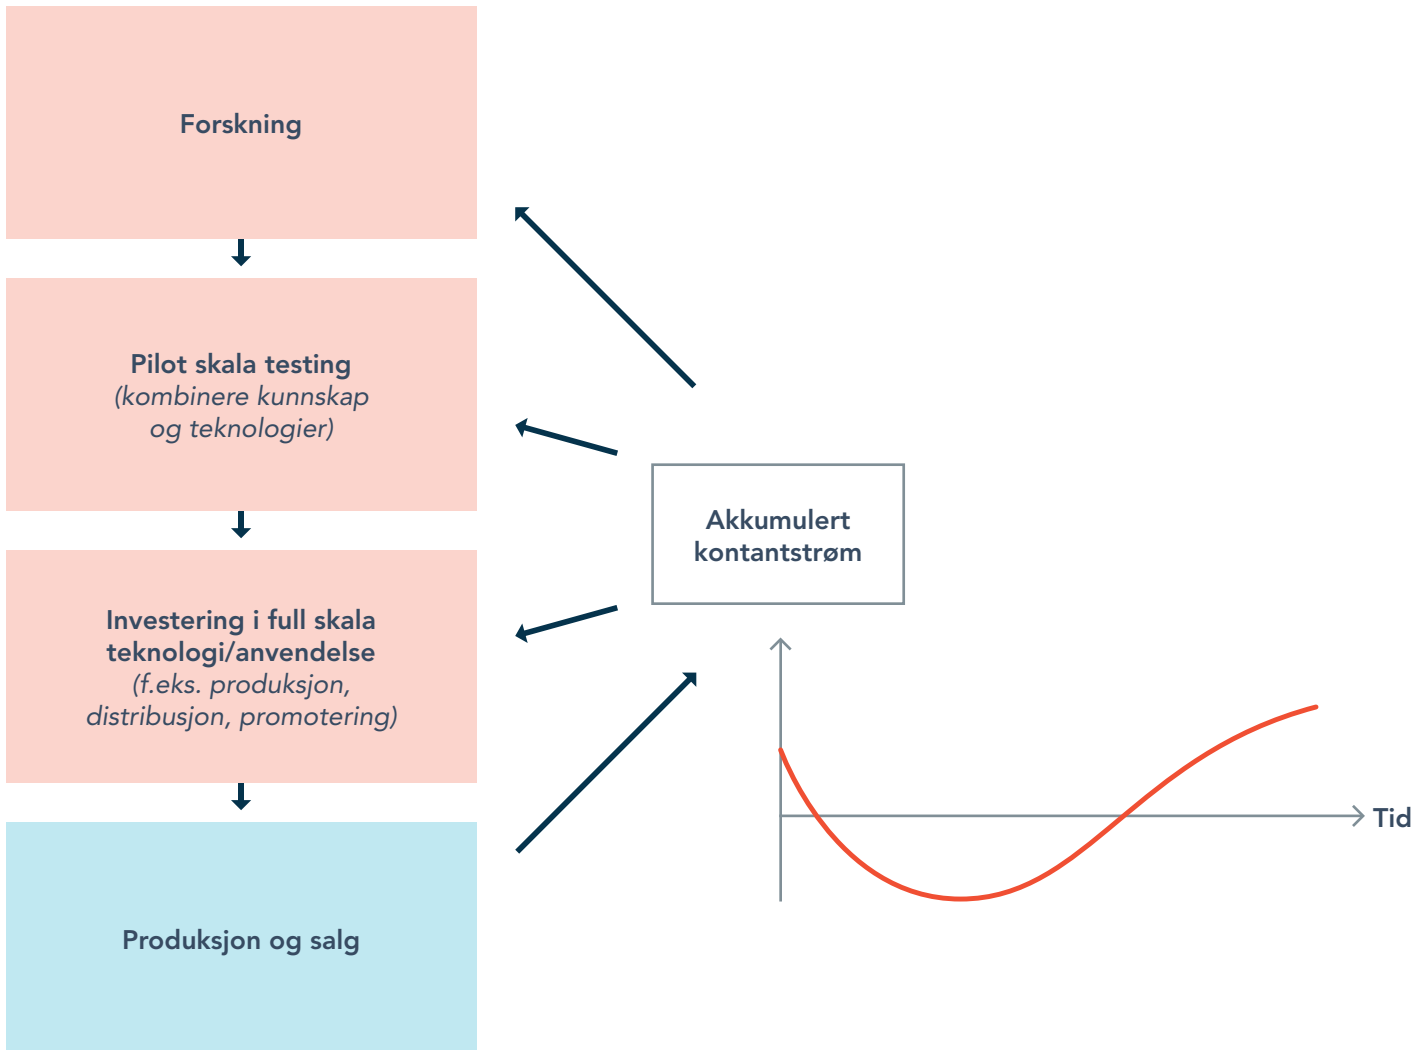 Forskning
Pilot skala testing
(kombinere kunnskap
og teknologier)
Investering i full skala
teknologi/anvendelse
(f.eks. produksjon,
distribusjon, promotering)
Produksjon og salg
Akkumulert
kontantstrøm
Tid